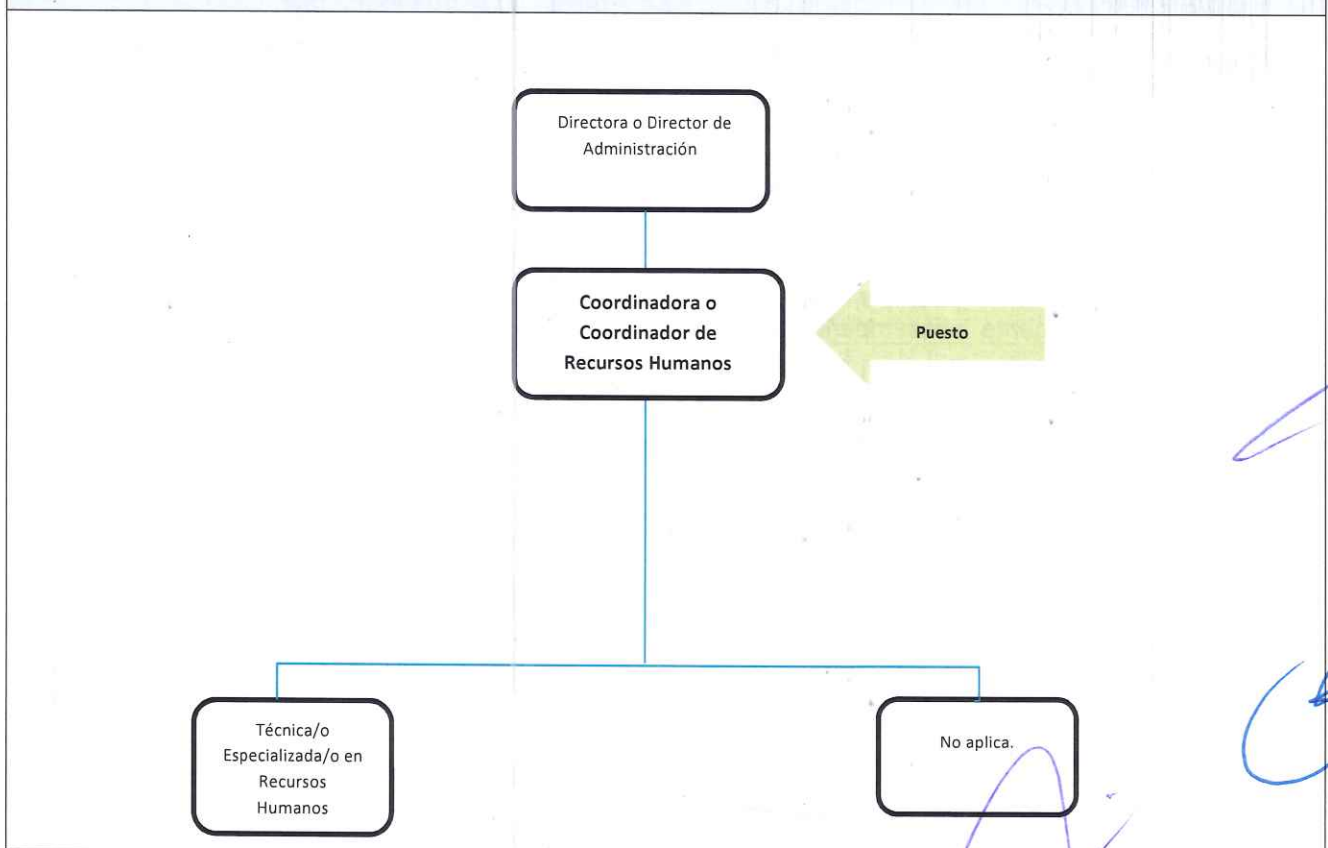 Directora o Director de
Administración
Coordinadora o
Coordinador de
Recursos Humanos
Puesto
Técnica/o
Especializada/o en
Recursos
Humanos
No aplica.